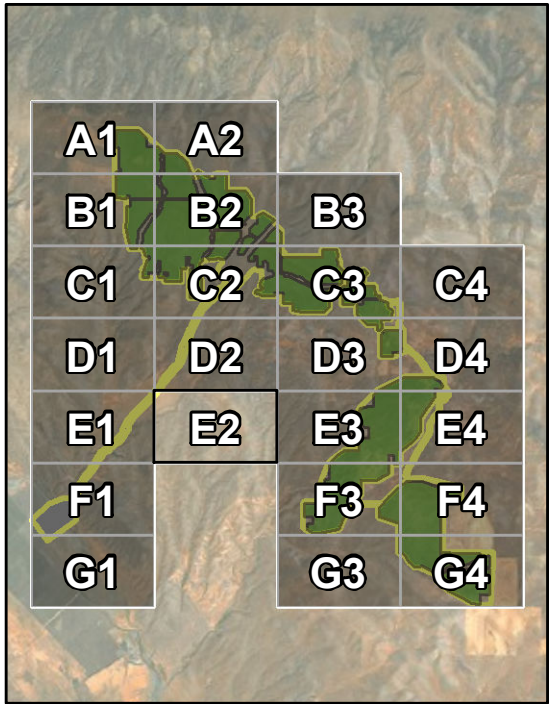 A1 A2
B1 B2 B3
C1 C2 C3 C4
D1 D2 D3 D4
E1 E2 E3 E4
F1 F3 F4
G1 G3 G4